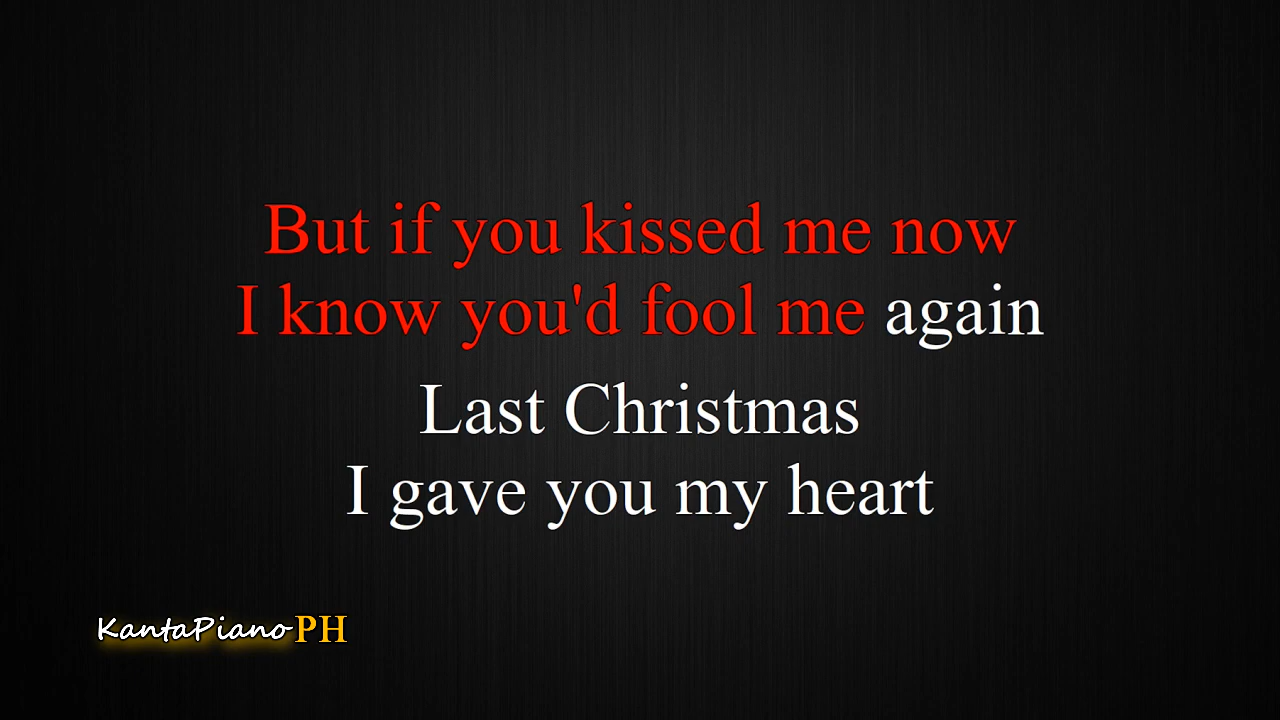 But if you kissed me now
I know you'd fool me again
Last Christmas
I gave you my heart
KantaPianoPH